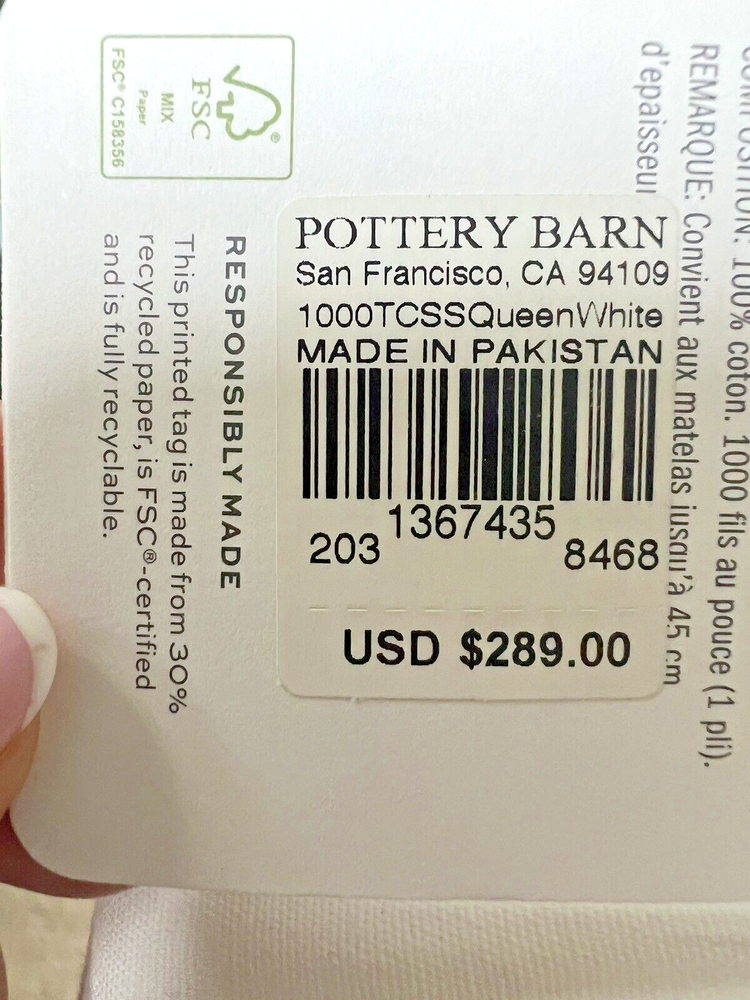 POTTERY BARN
San Francisco, CA 94109
1000TCSSQueenWhite
MADE IN PAKISTAN
1367435
203 8468
USD $289.00
FSC®
MIX
Paper
FSC® C158356
RESPONSIBLY MADE
This printed tag is made from 30%
recycled paper, is FSC®-certified
and is fully recyclable.
100% coton. 1000 fils au pouce (1 pli).
REMARQUE: Convient aux matelas jusqu'à 45 cm
d'epaisseur